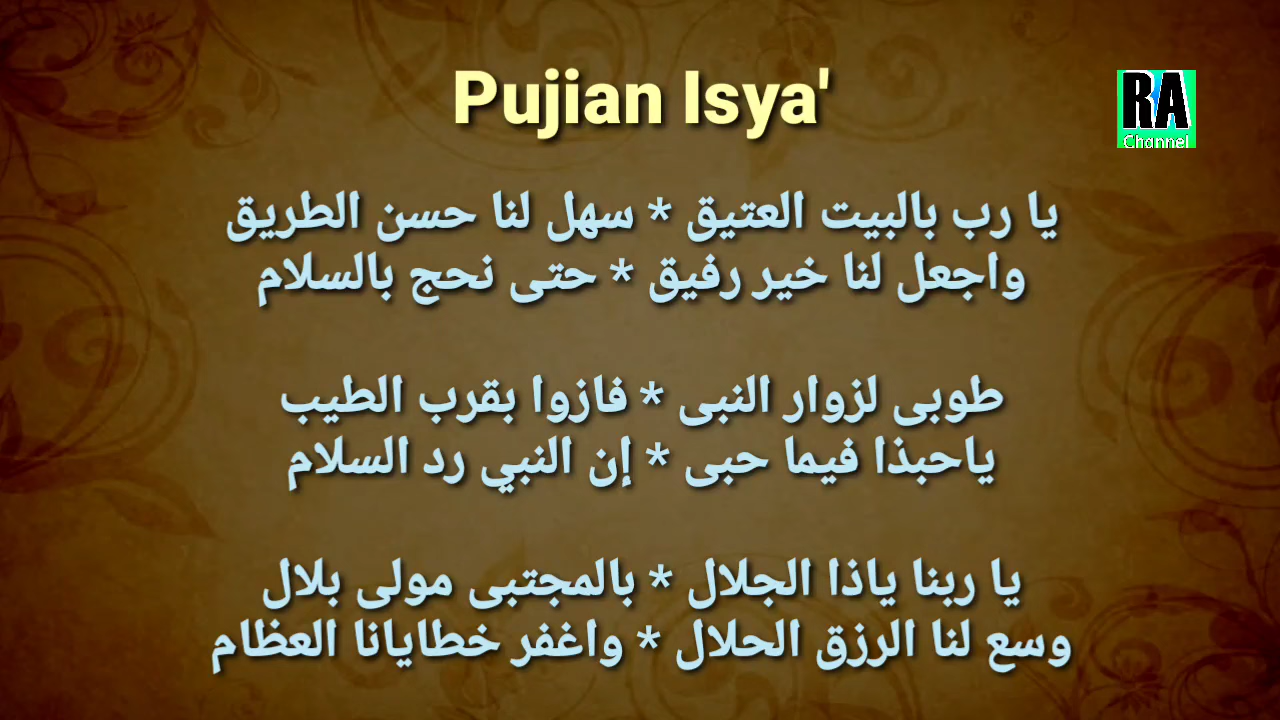 Pujian Isya'
RA
Channel
يا رب بالبيت العتيق * سهل لنا حسن الطريق
واجعل لنا خير رفيق * حتى نحج بالسلام
طوبى لزوار النبى * فازوا بقرب الطيب
ياحبذا فيما حبى * إن النبي رد السلام
يا ربنا ياذا الجلال * بالمجتبى مولى بلال
وسع لنا الرزق الحلال * واغفر خطايانا العظام